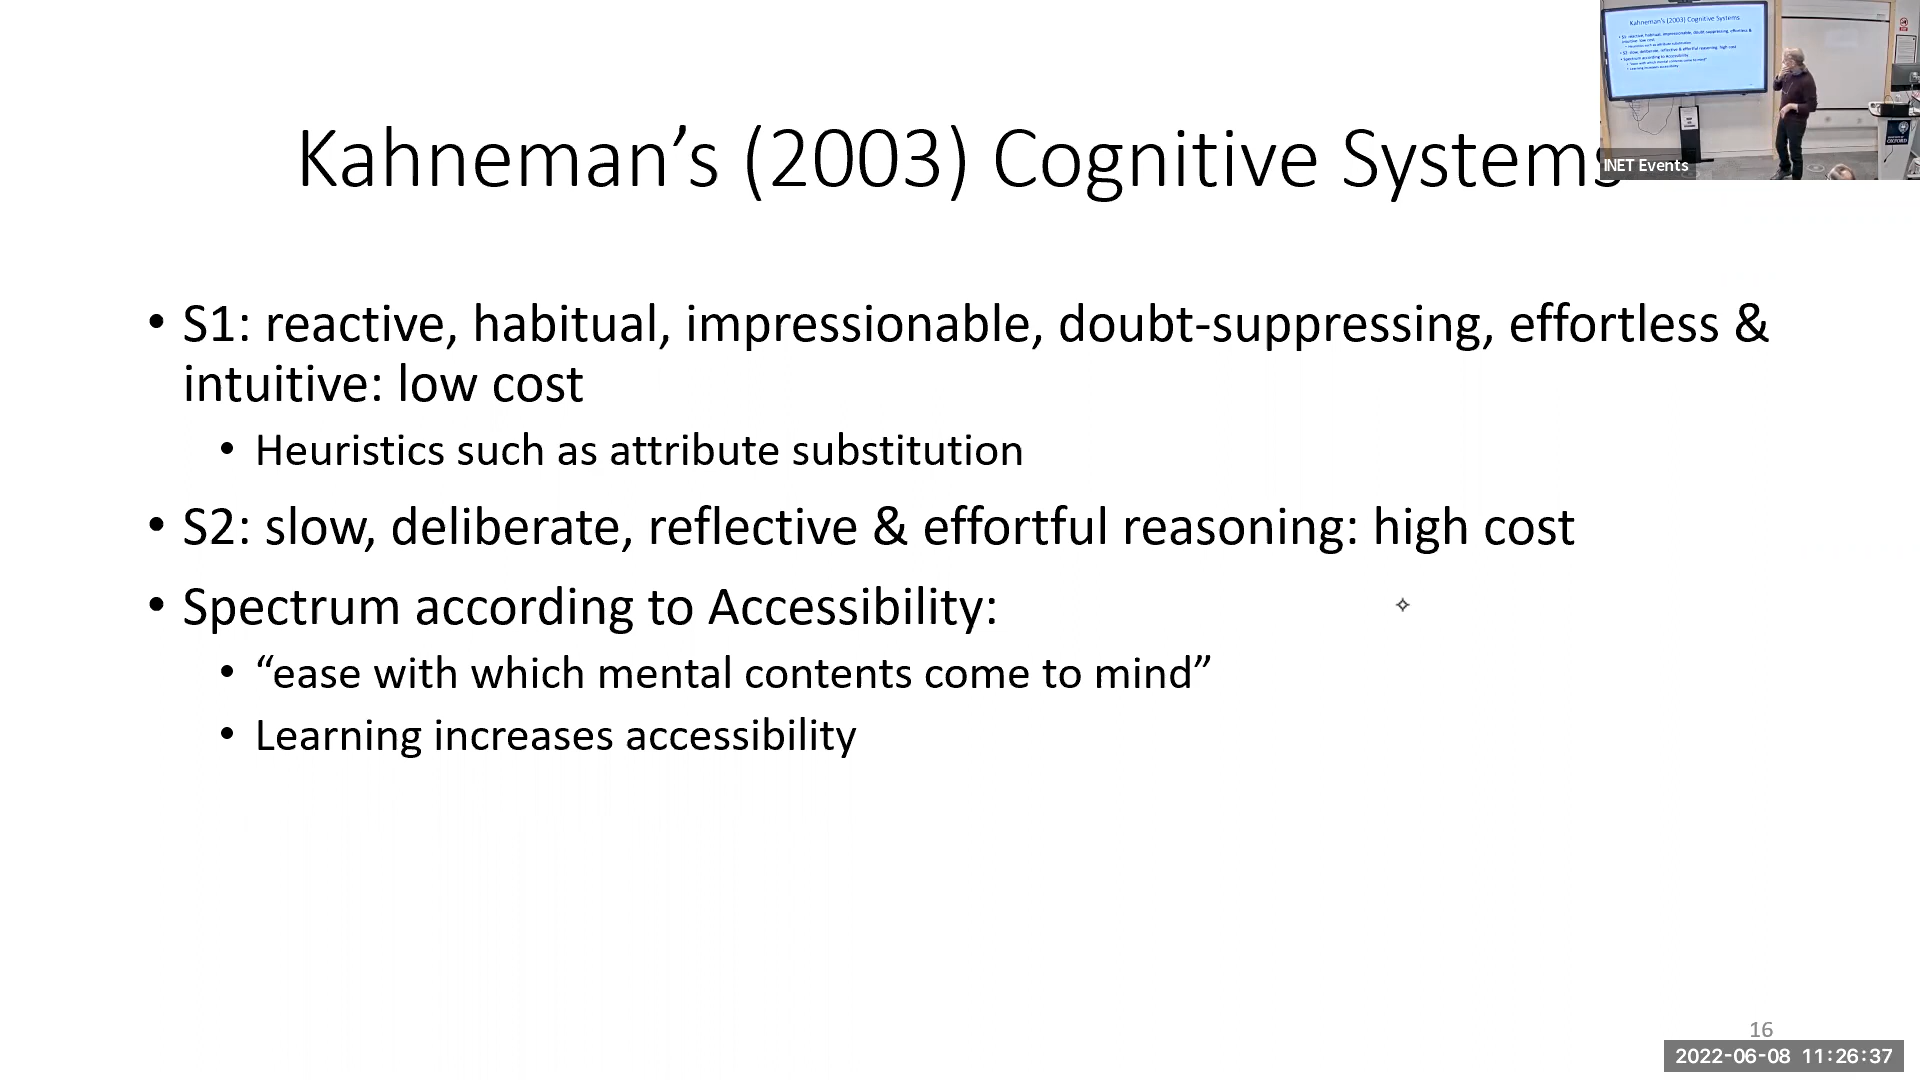 Kahneman’s (2003) Cognitive Systems
INET Events
• S1: reactive, habitual, impressionable, doubt-suppressing, effortless &
intuitive: low cost
• Heuristics such as attribute substitution
• S2: slow, deliberate, reflective & effortful reasoning: high cost
• Spectrum according to Accessibility:
• “ease with which mental contents come to mind”
• Learning increases accessibility
16
2022-06-08 11:26:37